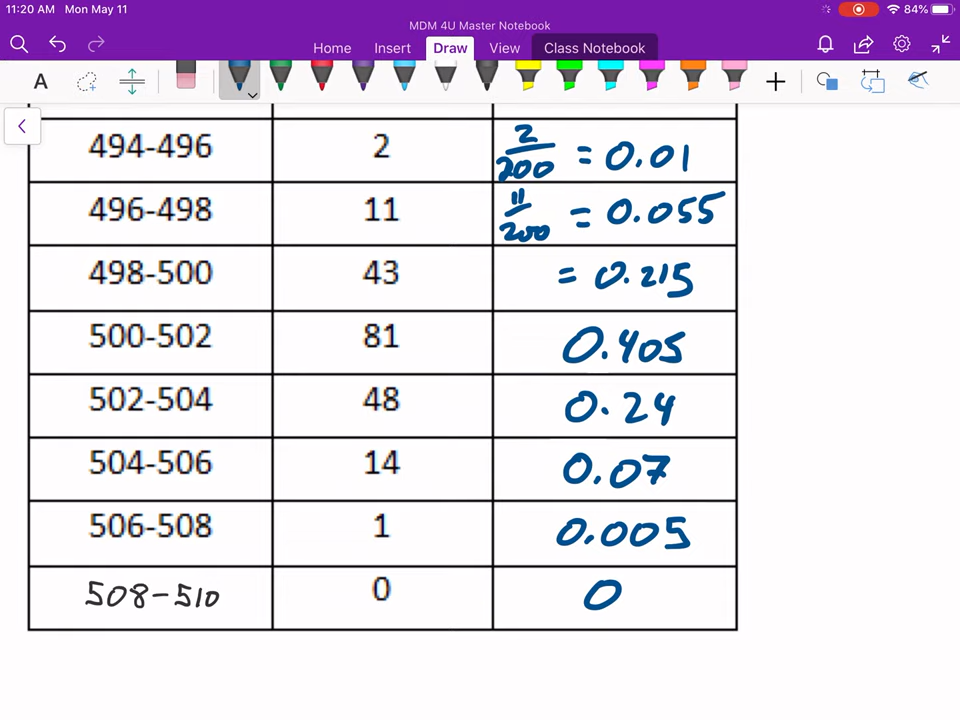 11:20 AM Mon May 11 84%
MDM 4U Master Notebook
Home Insert Draw View Class Notebook
A
494-496 2 2/200 = 0.01
496-498 11 11/200 = 0.055
498-500 43 = 0.215
500-502 81 0.405
502-504 48 0.24
504-506 14 0.07
506-508 1 0.005
508-510 0 0